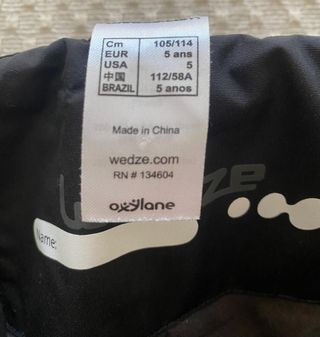 Cm 105/114
EUR 5 ans
USA 5
中国 112/58A
BRAZIL 5 anos
Made in China
wedze.com
RN # 134604
oxylane
wedze
Name: